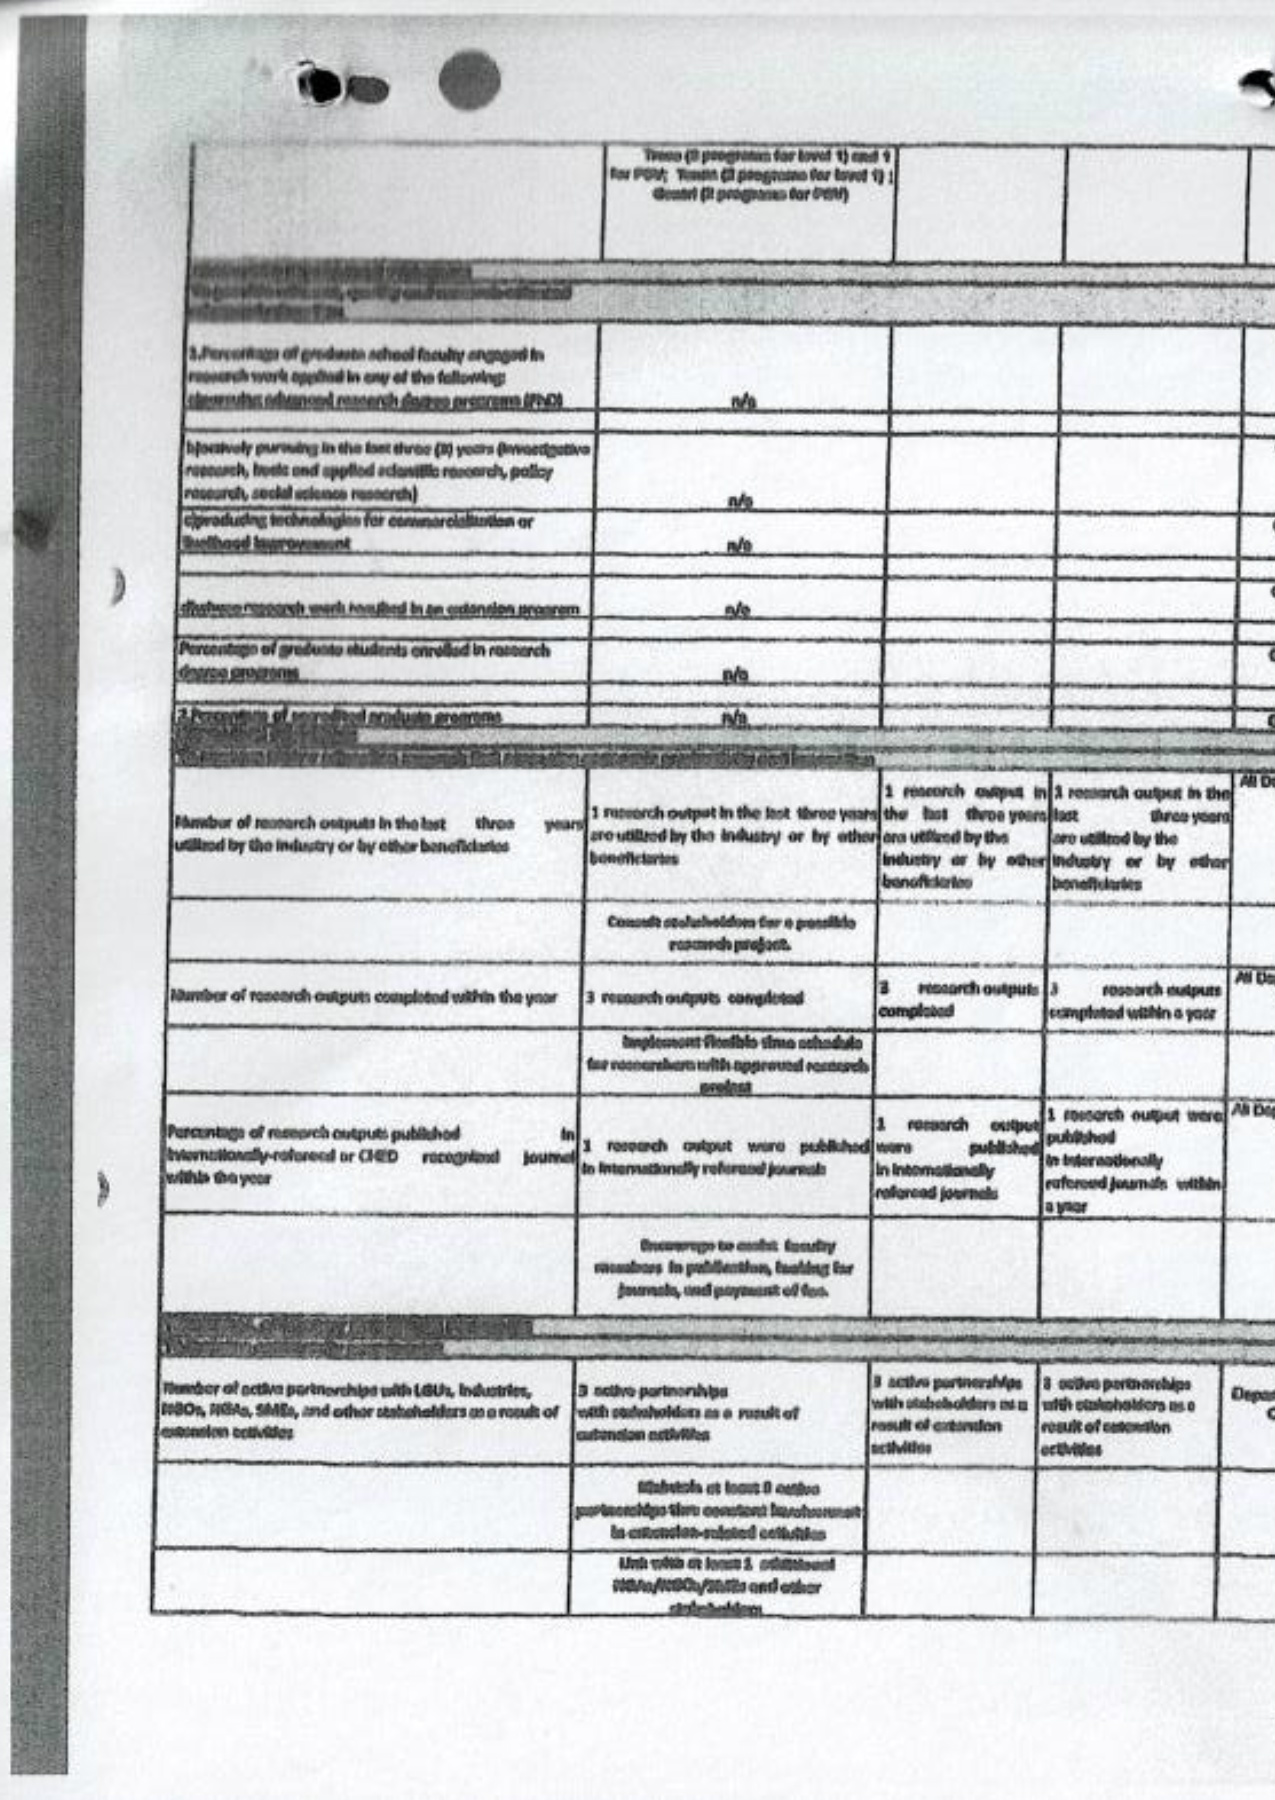 (3 programs for level 1) and 1
for PSV; (3 programs for level 1) ;
(2 programs for PSV)
1.Percentage of graduate school faculty engaged in
research work applied in any of the following:
a)pursuing advanced research degree programs (PhD)
n/a
b)actively pursuing in the last three (3) years (investigative
research, basic and applied scientific research, policy
research, social science research)
n/a
c)producing technologies for commercialization or
livelihood improvement
n/a
research work resulted in an extension program
n/a
Percentage of graduate students enrolled in research
degree programs
n/a
2.Percentage of accredited graduate programs
n/a
Number of research outputs in the last three years
utilized by the industry or by other beneficiaries
1 research output in the last three years
are utilized by the industry or by other
beneficiaries
1 research output in
the last three years
are utilized by the
industry or by other
beneficiaries
1 research output in the
last three years
are utilized by the
industry or by other
beneficiaries
All De
Consult stakeholders for a possible
research project.
Number of research outputs completed within the year
3 research outputs completed
3 research outputs
completed
3 research outputs
completed within a year
All De
Implement flexible time schedule
for researchers with approved research
project
Percentage of research outputs published in
internationally-refereed or CHED recognized journal
within the year
1 research output were published
in internationally refereed journals
1 research output
were published
in internationally
refereed journals
1 research output were
published
in internationally
refereed journals within
a year
All Dep
Encourage to assist faculty
members in publication, looking for
journals, and payment of fee.
Number of active partnerships with LGUs, industries,
NGOs, NGAs, SMEs, and other stakeholders as a result of
extension activities
3 active partnerships
with stakeholders as a result of
extension activities
3 active partnerships
with stakeholders as a
result of extension
activities
3 active partnerships
with stakeholders as a
result of extension
activities
Depa
Maintain at least 3 active
partnerships thru constant involvement
in extension-related activities
Link with at least 1 additional
NGAs/NGOs/SMEs and other
stakeholders